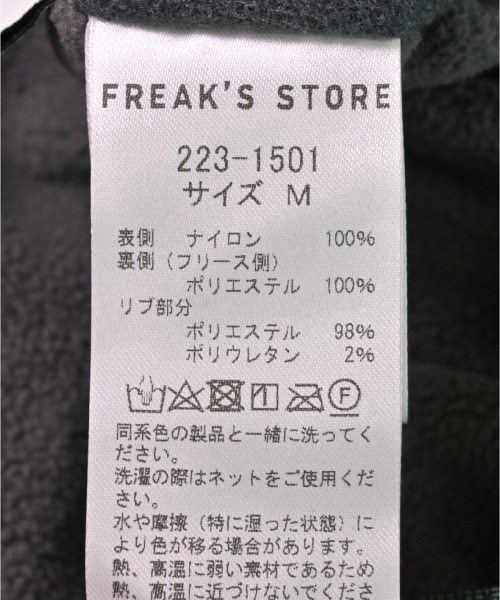 FREAK'S STORE
223-1501
サイズ M
表側 ナイロン 100%
裏側(フリース側)
ポリエステル 100%
リブ部分
ポリエステル 98%
ポリウレタン 2%
F
同系色の製品と一緒に洗ってく
ださい。
洗濯の際はネットをご使用くだ
さい。
水や摩擦(特に湿った状態)に
より色が移る場合があります。
熱、高温に弱い素材であるため
熱、高温に近づけないでくださ